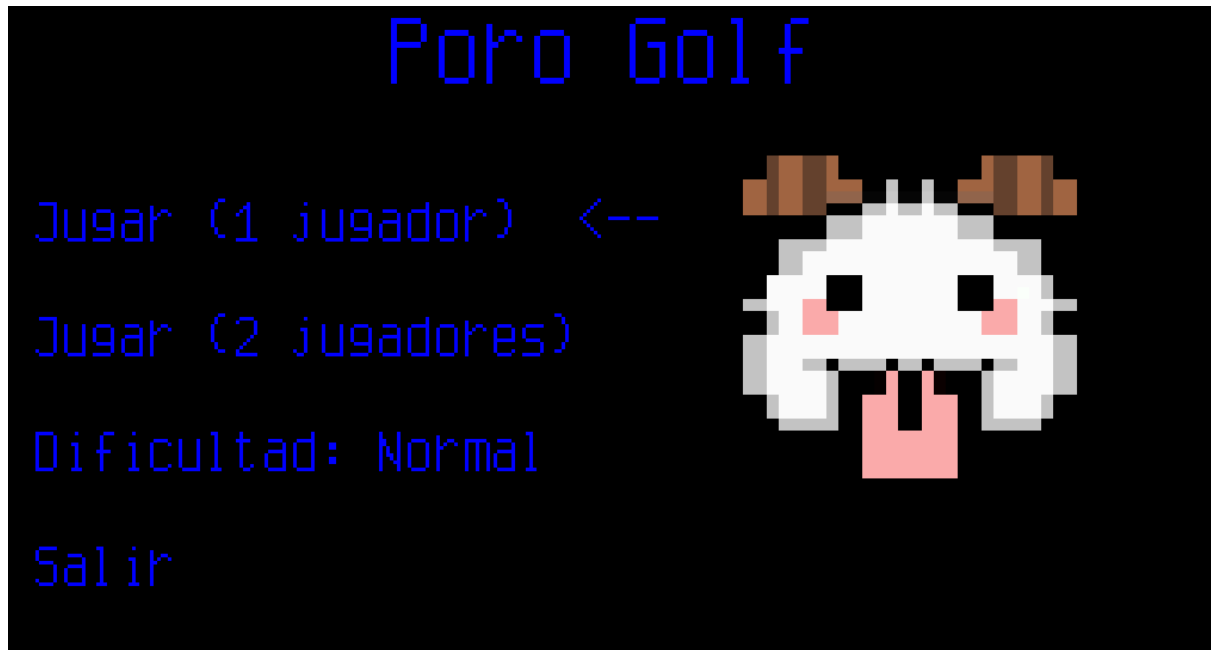 Poro Golf
Jugar (1 jugador) <--
Jugar (2 jugadores)
Dificultad: Normal
Salir